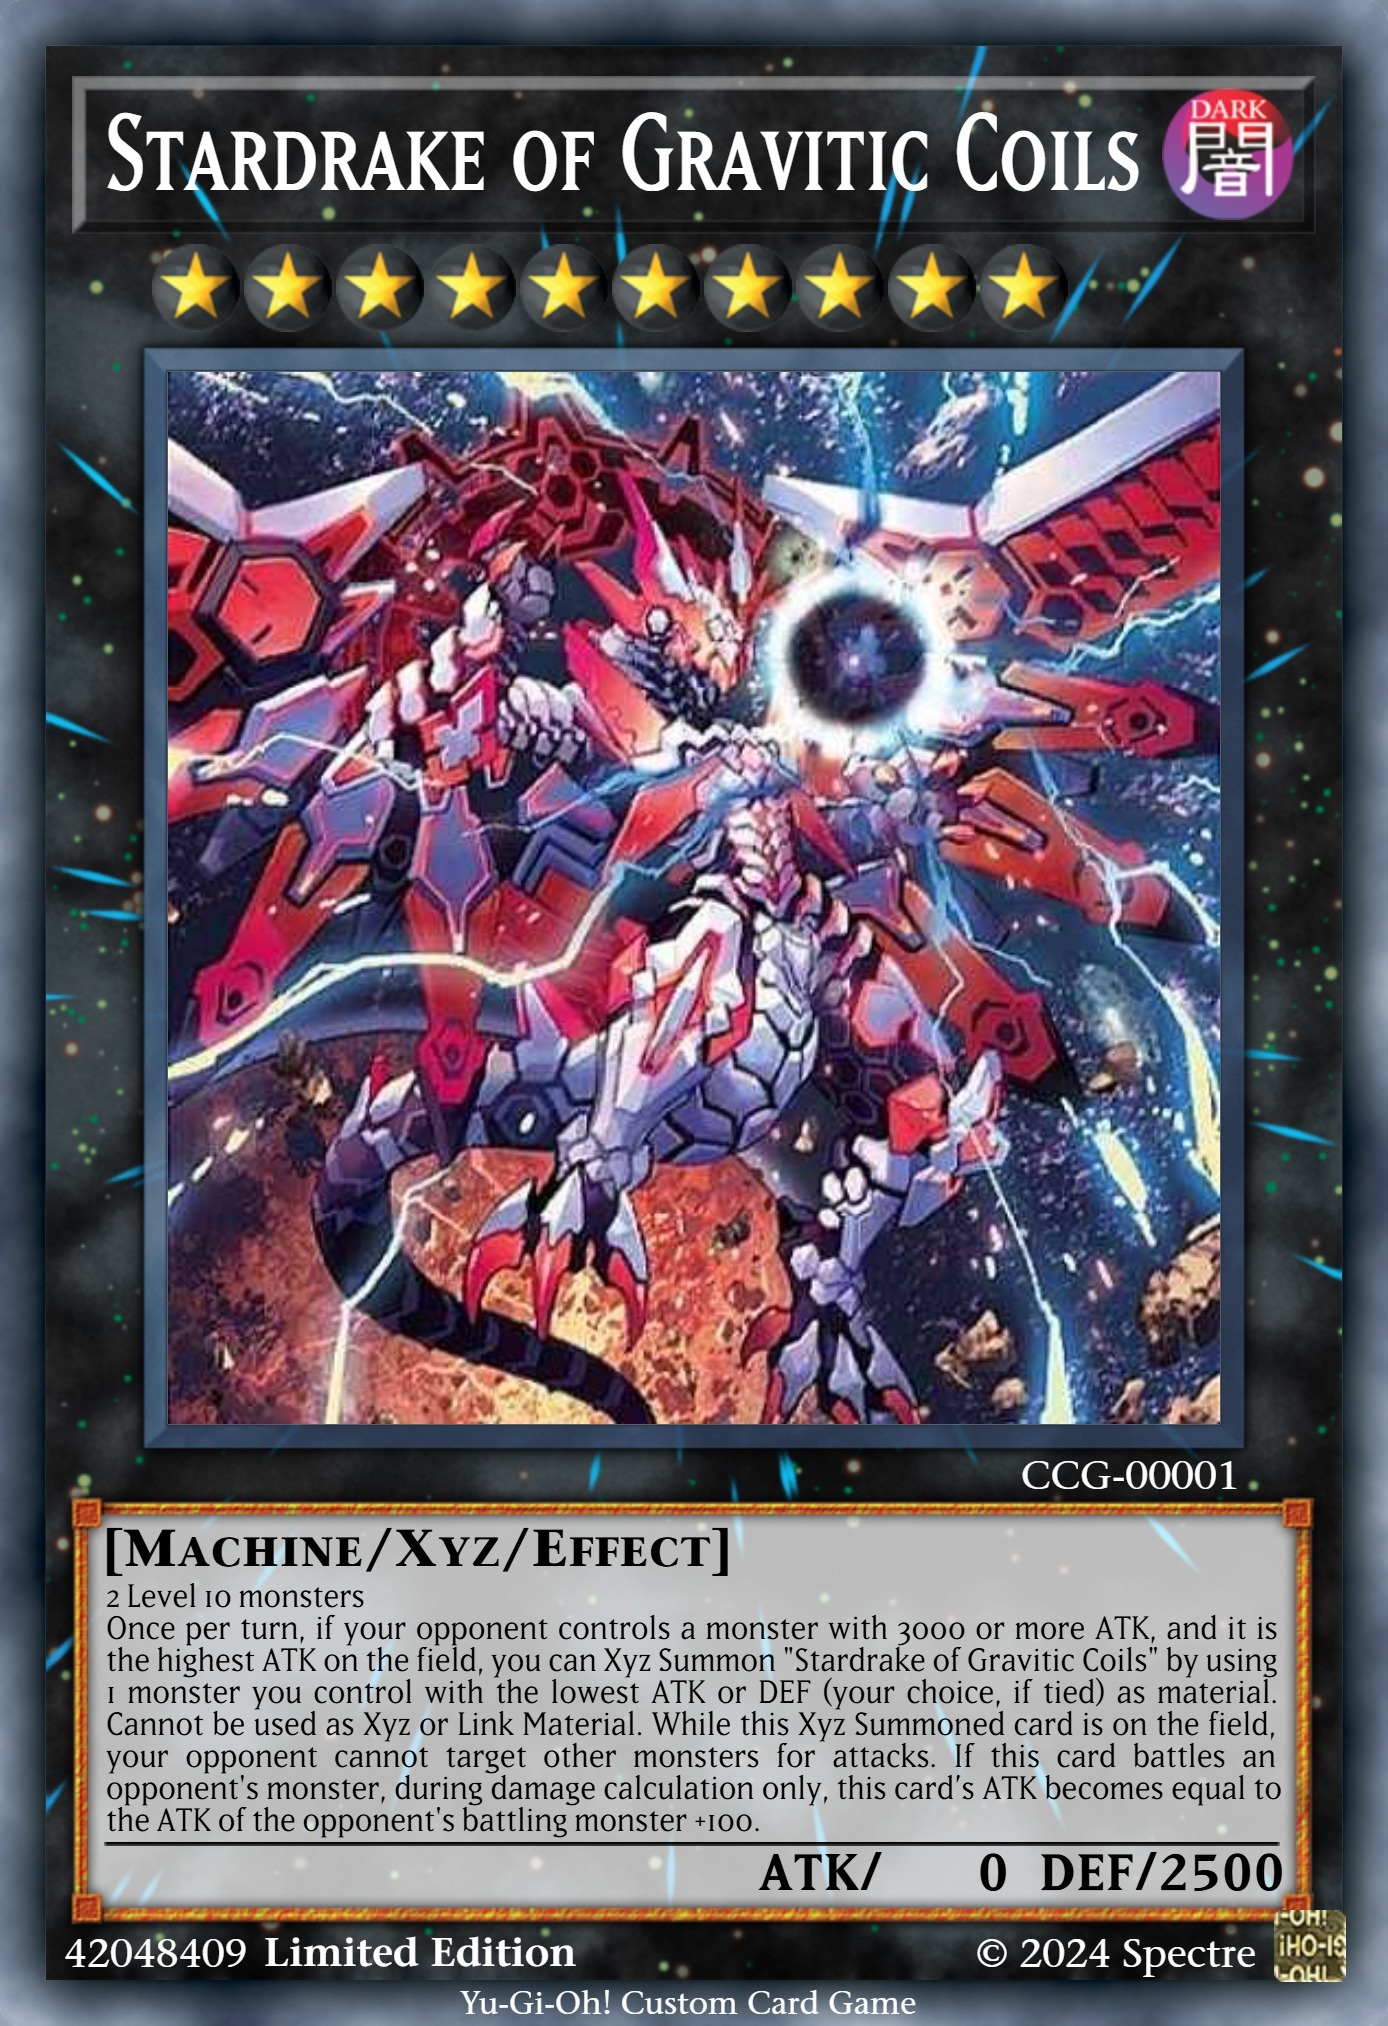 STARDRAKE OF GRAVITIC COILS
DARK
闇
CCG-00001
[MACHINE/XYZ/EFFECT]
2 Level 10 monsters
Once per turn, if your opponent controls a monster with 3000 or more ATK, and it is
the highest ATK on the field, you can Xyz Summon "Stardrake of Gravitic Coils" by using
1 monster you control with the lowest ATK or DEF (your choice, if tied) as material.
Cannot be used as Xyz or Link Material. While this Xyz Summoned card is on the field,
your opponent cannot target other monsters for attacks. If this card battles an
opponent's monster, during damage calculation only, this card's ATK becomes equal to
the ATK of the opponent's battling monster +100.
ATK/ 0 DEF/2500
42048409 Limited Edition
© 2024 Spectre
Yu-Gi-Oh! Custom Card Game